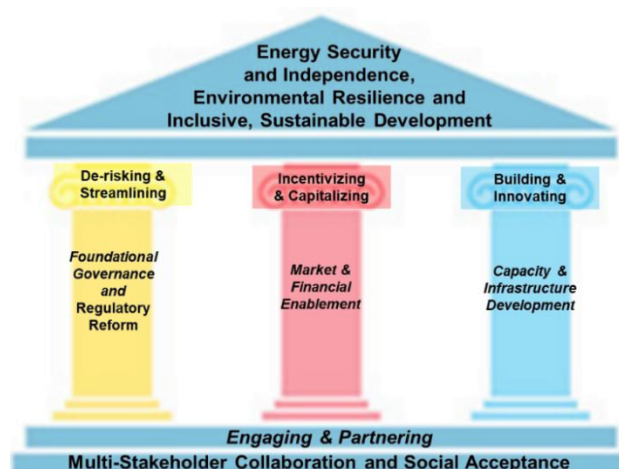 Energy Security
and Independence,
Environmental Resilience and
Inclusive, Sustainable Development
De-risking &
Streamlining
Incentivizing
& Capitalizing
Building &
Innovating
Foundational
Governance
and
Regulatory
Reform
Market &
Financial
Enablement
Capacity &
Infrastructure
Development
Engaging & Partnering
Multi-Stakeholder Collaboration and Social Acceptance